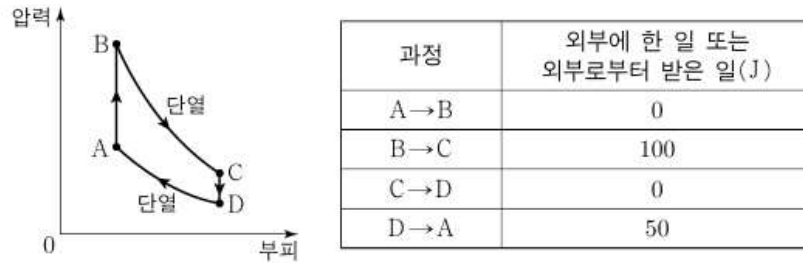 압력
B
단열
A
C
단열
D
0
부피
과정
외부에 한 일 또는
외부로부터 받은 일(J)
A→B
0
B→C
100
C→D
0
D→A
50